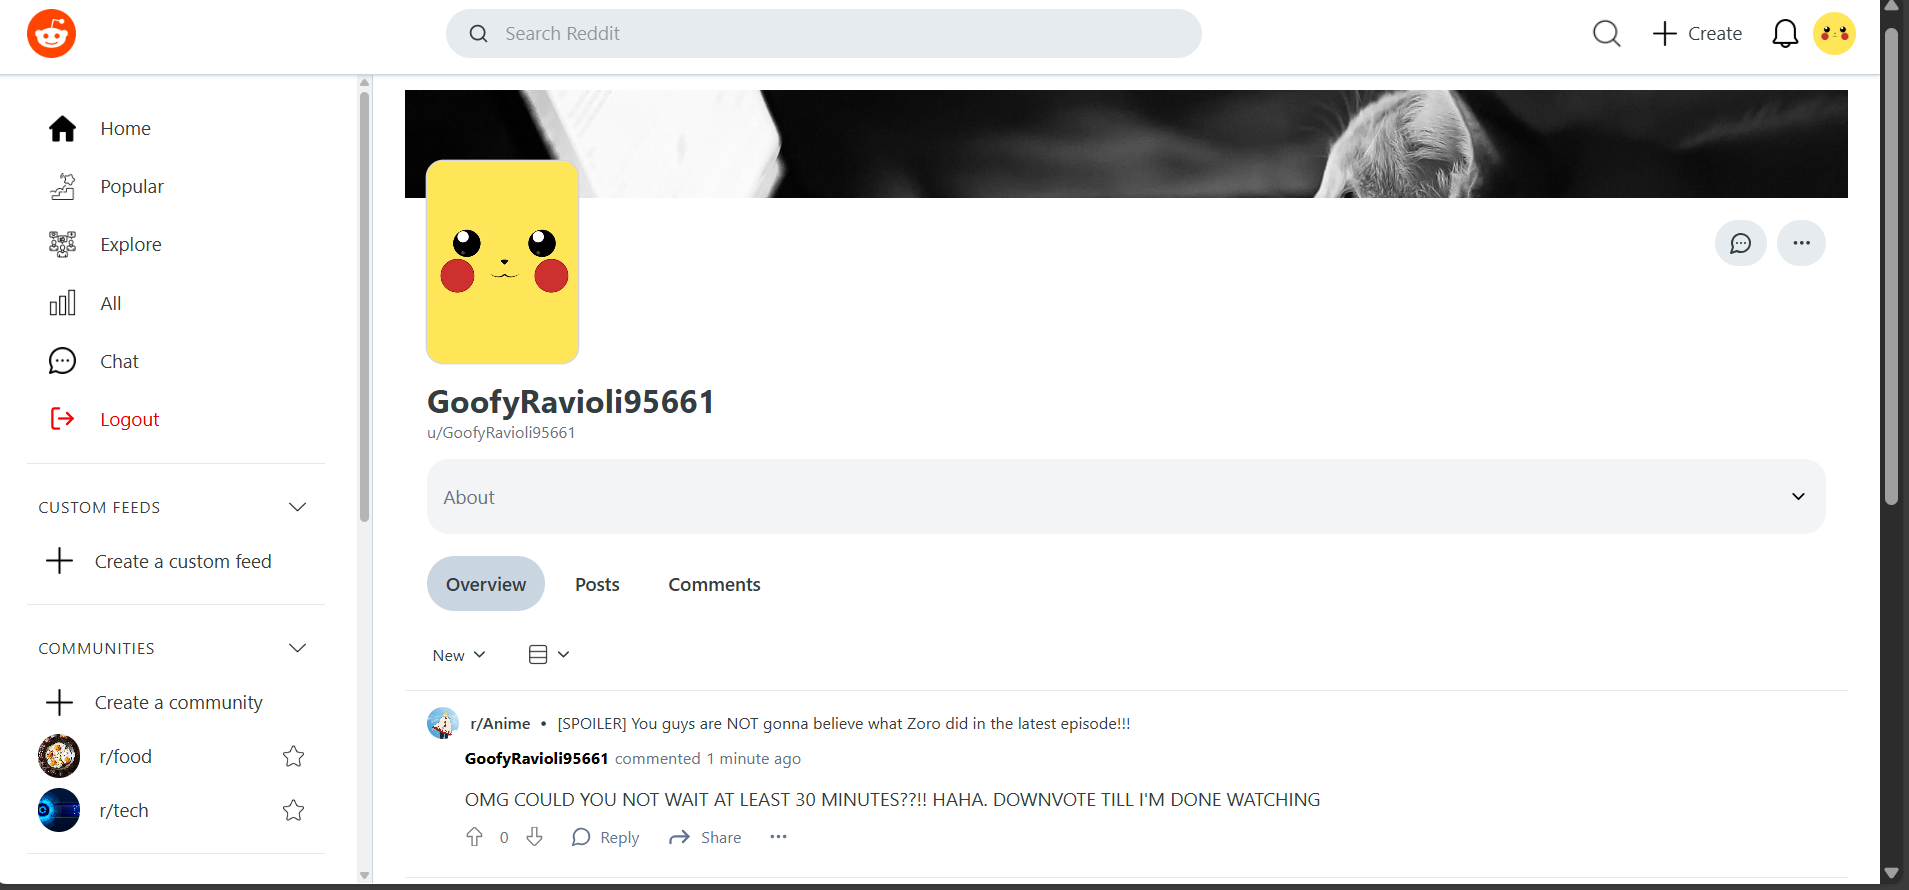 Search Reddit
Create
Home
Popular
Explore
All
Chat
Logout
CUSTOM FEEDS
Create a custom feed
COMMUNITIES
Create a community
r/food
r/tech
GoofyRavioli95661
u/GoofyRavioli95661
About
Overview Posts Comments
New
r/Anime • [SPOILER] You guys are NOT gonna believe what Zoro did in the latest episode!!!
GoofyRavioli95661 commented 1 minute ago
OMG COULD YOU NOT WAIT AT LEAST 30 MINUTES??!! HAHA. DOWNVOTE TILL I'M DONE WATCHING
0 Reply Share